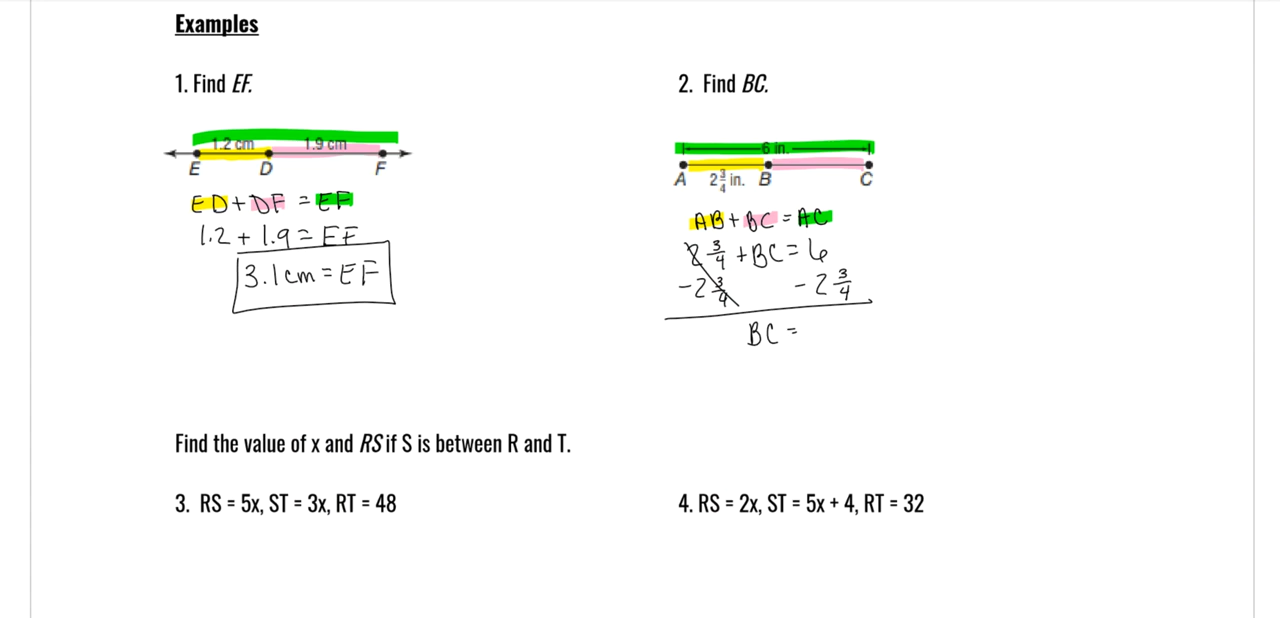 Examples
1. Find EF.
1.2 cm 1.9 cm
E D F
ED + DF = EF
1.2 + 1.9 = EF
3.1 cm = EF
2. Find BC.
6 in.
A 2 3/4 in. B C
AB + BC = AC
2 3/4 + BC = 6
-2 3/4 -2 3/4
BC =
Find the value of x and RS if S is between R and T.
3. RS = 5x, ST = 3x, RT = 48
4. RS = 2x, ST = 5x + 4, RT = 32